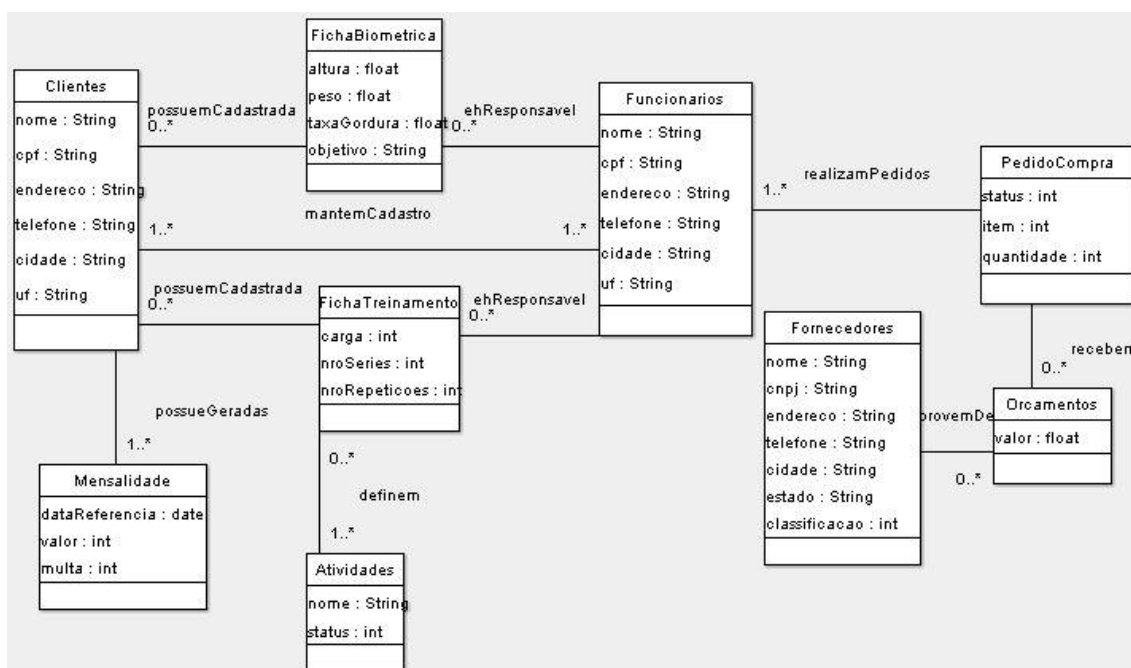 FichaBiometrica
altura : float
peso : float
taxaGordura : float
objetivo : String
Clientes
nome : String
cpf : String
endereco : String
telefone : String
cidade : String
uf : String
possuemCadastrada
0..*
ehResponsavel
0..*
Funcionarios
nome : String
cpf : String
endereco : String
telefone : String
cidade : String
uf : String
mantemCadastro
1..*
1..*
realizamPedidos
1..*
PedidoCompra
status : int
item : int
quantidade : int
possuemCadastrada
0..*
FichaTreinamento
carga : int
nroSeries : int
nroRepeticoes : int
ehResponsavel
0..*
Fornecedores
nome : String
cnpj : String
endereco : String
telefone : String
cidade : String
estado : String
classificacao : int
recebem
0..*
Orcamentos
valor : float
provemDe
0..*
possueGeradas
1..*
Mensalidade
dataReferencia : date
valor : int
multa : int
0..*
definem
1..*
Atividades
nome : String
status : int